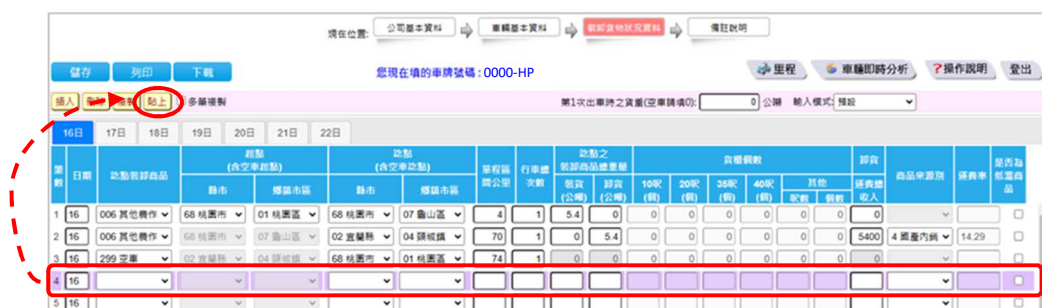 現在位置: 公司基本資料 車輛基本資料 裝卸貨物狀況資料 備註說明
儲存 列印 下載 您現在填的車牌號碼 : 0000-HP 里程 車輛即時分析 ?操作說明 登出
插入 貼上 多筆複製 第1次出車時之貨重(空車請填0): 0 公噸 輸入模式: 預設
16日 17日 18日 19日 20日 21日 22日
筆數 日期 訖點裝卸商品 起點(含空車起點) 訖點(含空車訖點) 單程區間公里 行車總次數 訖點之裝卸商品總重量 貨櫃個數 卸貨 商品來源別 運費率 是否為低溫商品
縣市 鄉鎮市區 縣市 鄉鎮市區 裝貨(公噸) 卸貨(公噸) 10呎(個) 20呎(個) 35呎(個) 40呎(個) 其他 運費總收入
呎數 個數
1 16 006 其他農作 68 桃園市 01 桃園區 68 桃園市 07 龜山區 4 1 5.4 0 0 0 0 0 0 0 0
2 16 006 其他農作 68 桃園市 07 龜山區 02 宜蘭縣 04 頭城鎮 70 1 0 5.4 0 0 0 0 0 0 5400 4 國產內銷 14.29
3 16 299 空車 02 宜蘭縣 04 頭城鎮 68 桃園市 01 桃園區 74 1 0 0 0 0 0 0 0 0 0
4 16
5 16